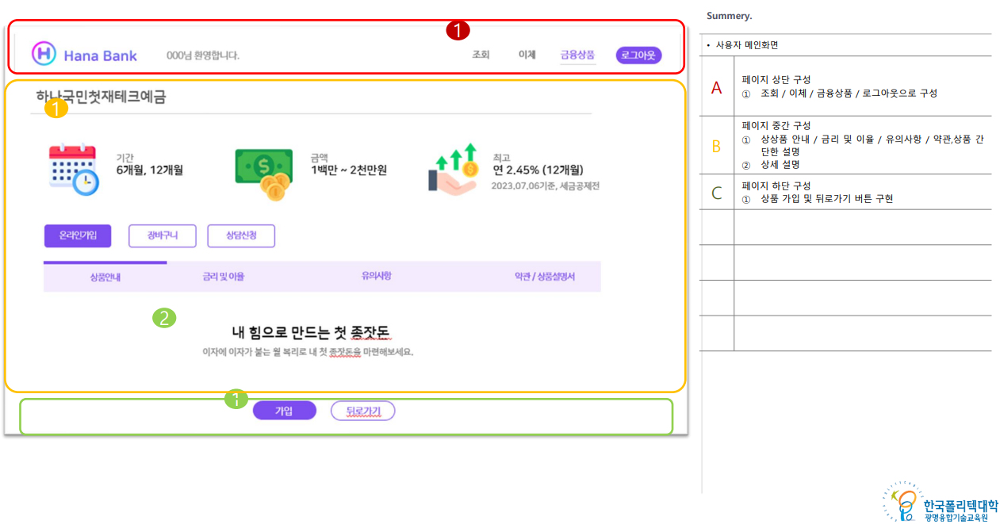 Summery.
1
Hana Bank
000님 환영합니다.
조회
이체
금융상품
로그아웃
• 사용자 메인화면
A
페이지 상단 구성
① 조회 / 이체 / 금융상품 / 로그아웃으로 구성
하나국민첫재테크예금
1
B
페이지 중간 구성
① 상상품 안내 / 금리 및 이율 / 유의사항 / 약관,상품 간
단한 설명
② 상세 설명
기간
6개월, 12개월
금액
1백만 ~ 2천만원
최고
연 2.45% (12개월)
2023.07.06기준, 세금공제전
C
페이지 하단 구성
① 상품 가입 및 뒤로가기 버튼 구현
온라인가입
장바구니
상담신청
상품안내
금리 및 이율
유의사항
약관 / 상품설명서
2
내 힘으로 만드는 첫 종잣돈
이자에 이자가 붙는 월 복리로 내 첫 종잣돈을 마련해보세요.
1
가입
뒤로가기
한국폴리텍대학
광명융합기술교육원